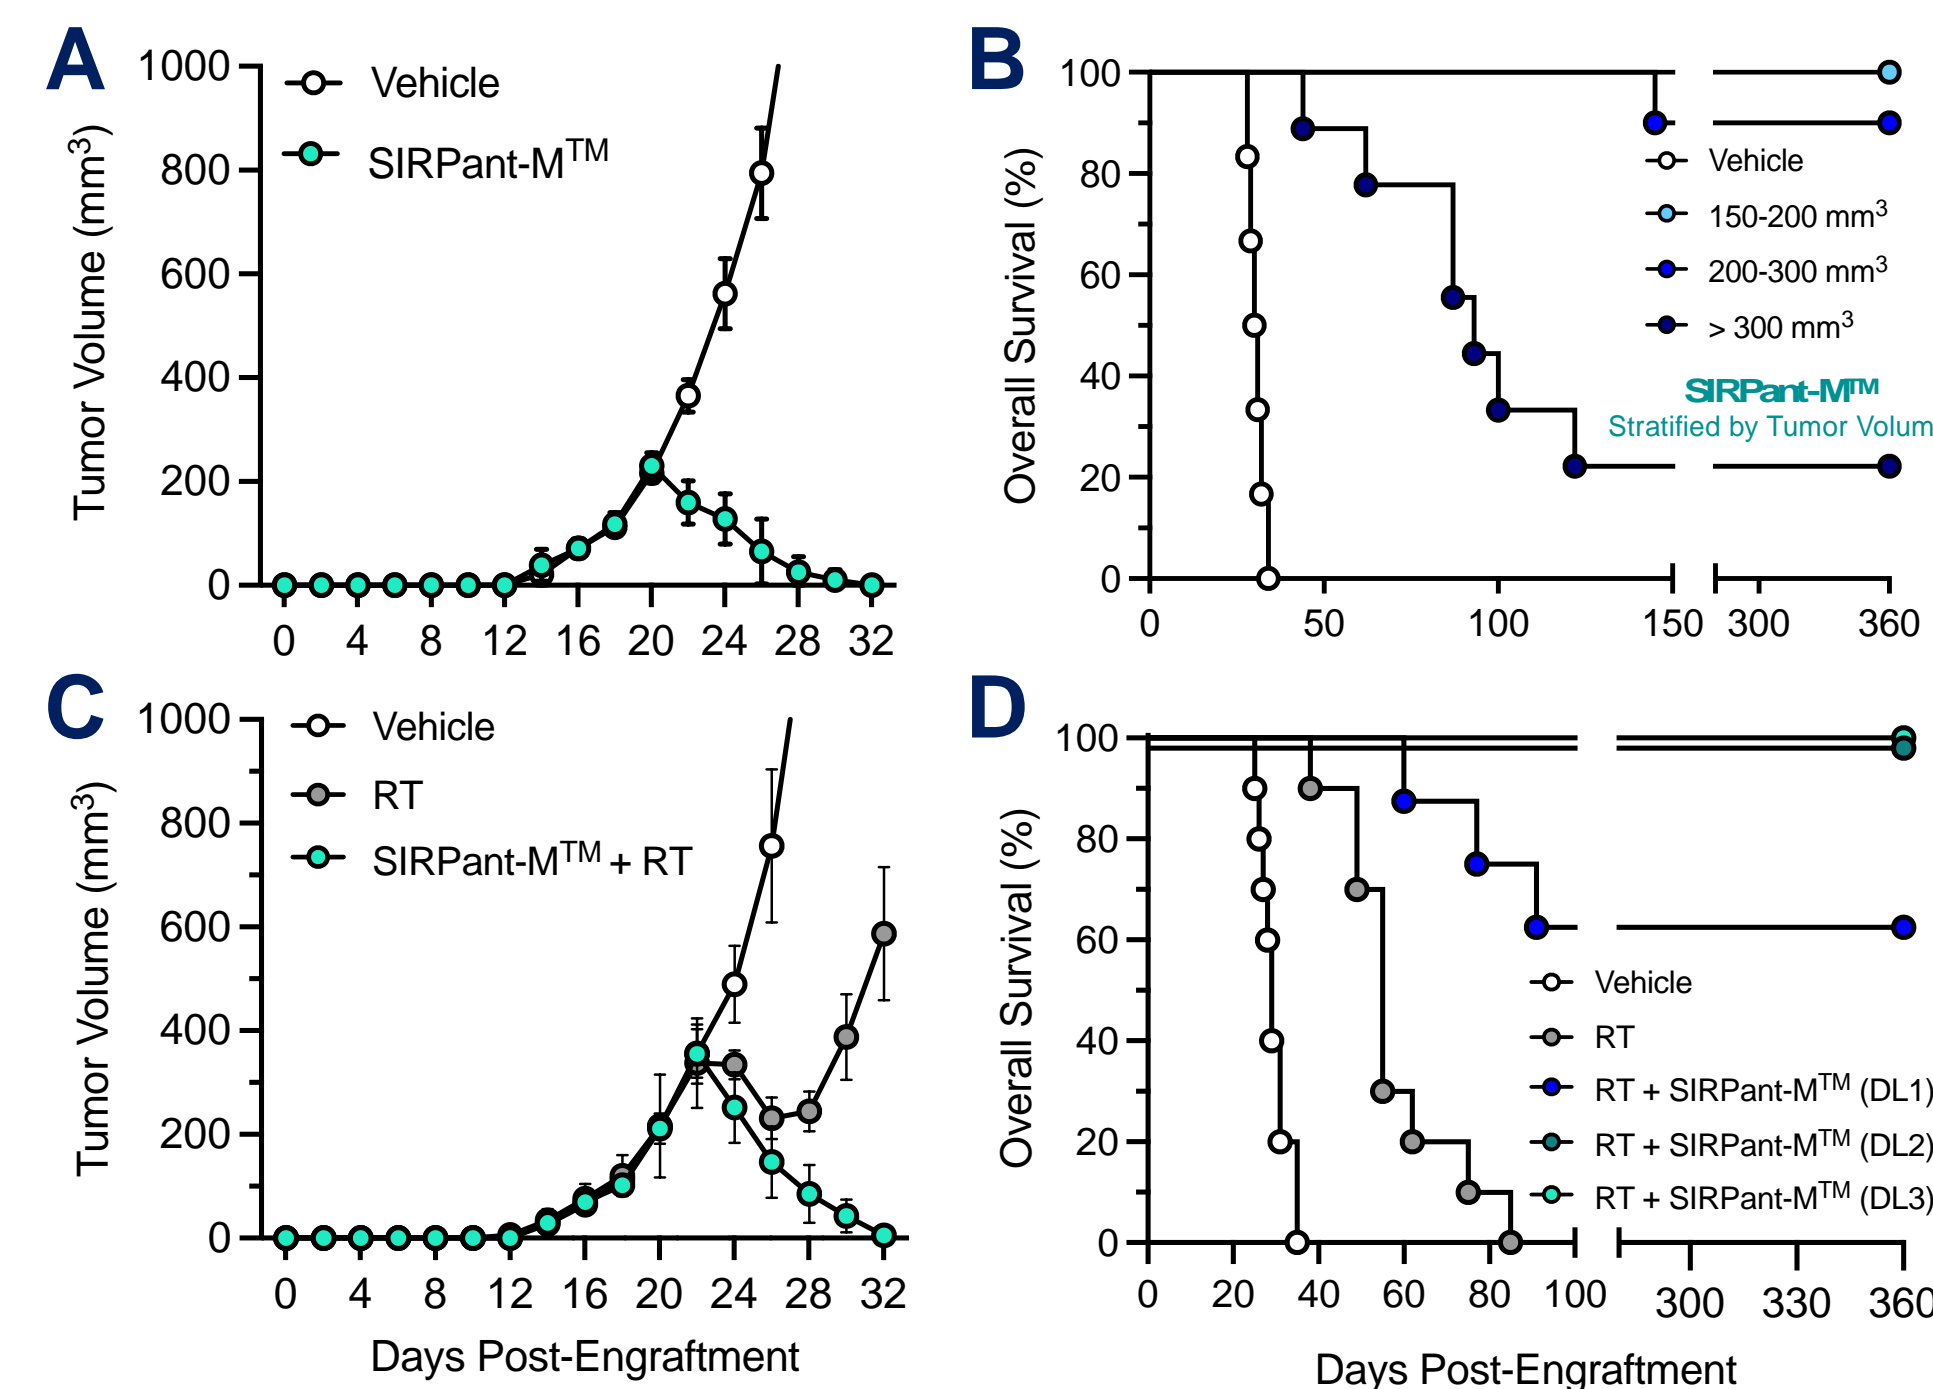 A
1000
800
600
400
200
0
Tumor Volume (mm³)
Vehicle
SIRPant-M™
0 4 8 12 16 20 24 28 32
B
100
80
60
40
20
0
Overall Survival (%)
Vehicle
150-200 mm³
200-300 mm³
> 300 mm³
SIRPant-M™
Stratified by Tumor Volum
0 50 100 150 300 360
C
1000
800
600
400
200
0
Tumor Volume (mm³)
Vehicle
RT
SIRPant-M™ + RT
0 4 8 12 16 20 24 28 32
Days Post-Engraftment
D
100
80
60
40
20
0
Overall Survival (%)
Vehicle
RT
RT + SIRPant-M™ (DL1)
RT + SIRPant-M™ (DL2)
RT + SIRPant-M™ (DL3)
0 20 40 60 80 100 300 330 360
Days Post-Engraftment